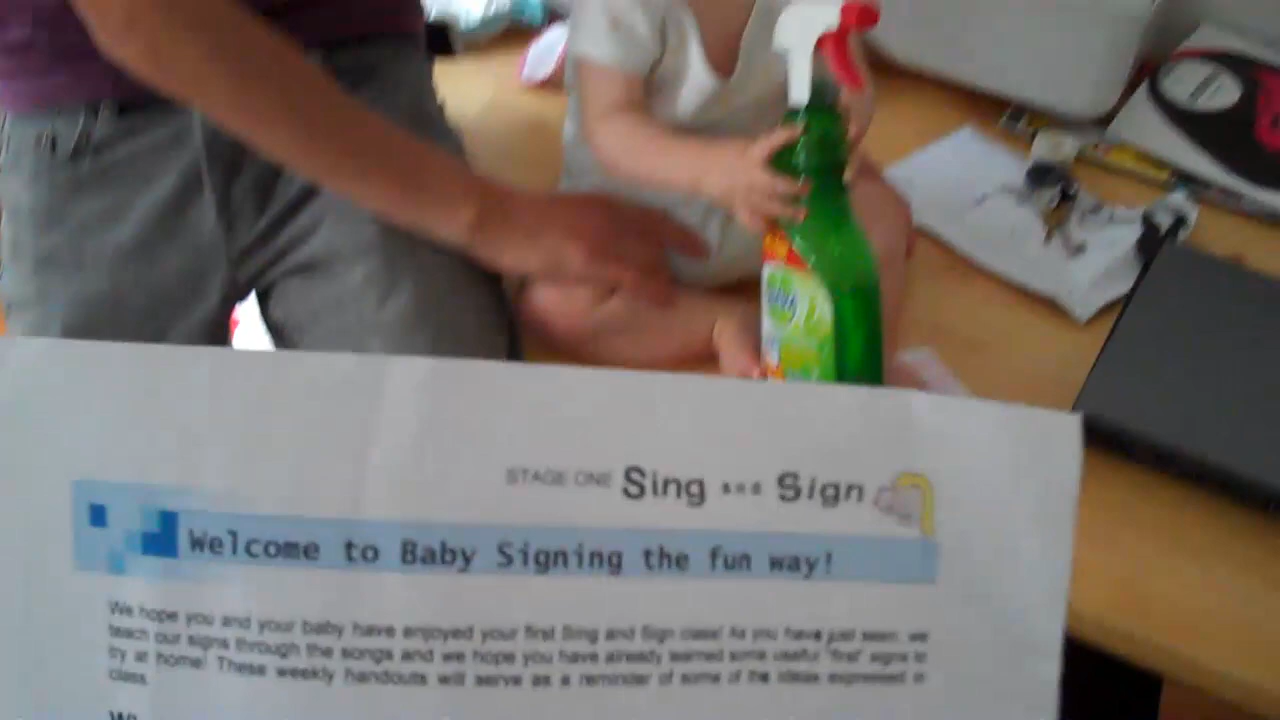 STAGE ONE Sing and Sign
Welcome to Baby Signing the fun way!
We hope you and your baby have enjoyed your first Sing and Sign class! As you have just seen, we
teach our signs through the songs and we hope you have already learned some useful "first" signs to
try at home! These weekly handouts will serve as a reminder of some of the ideas expressed in
class.